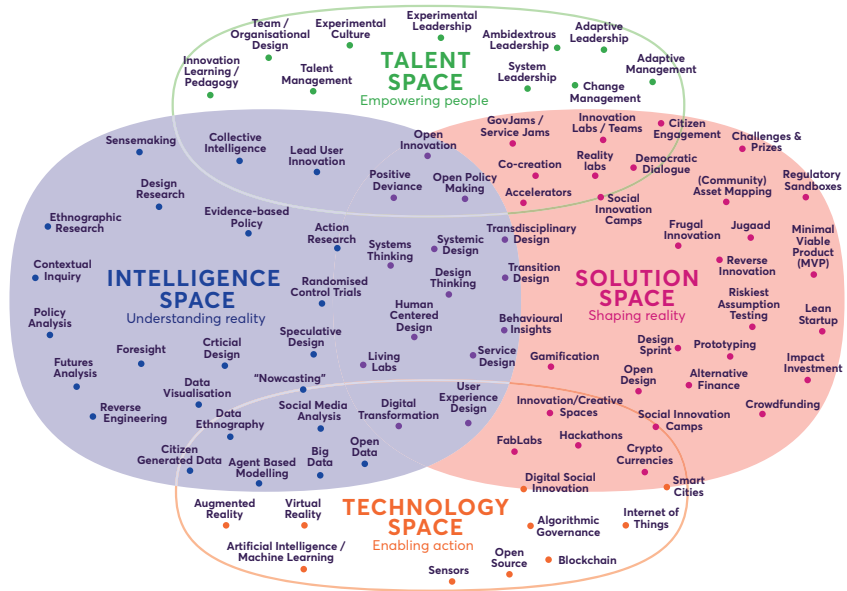 Experimental
Leadership
Team /
Organisational
Design
Experimental
Culture
Ambidextrous
Leadership
Adaptive
Leadership
Innovation
Learning /
Pedagogy
Talent
Management
TALENT
SPACE
Empowering people
System
Leadership
Change
Management
Adaptive
Management
Sensemaking
Collective
Intelligence
Lead User
Innovation
Open
Innovation
GovJams /
Service Jams
Innovation
Labs / Teams
Citizen
Engagement
Challenges &
Prizes
Positive
Deviance
Open Policy
Making
Co-creation
Accelerators
Reality
labs
Democratic
Dialogue
Social
Innovation
Camps
(Community)
Asset Mapping
Regulatory
Sandboxes
Design
Research
Ethnographic
Research
Evidence-based
Policy
Action
Research
Systems
Thinking
Systemic
Design
Transdisciplinary
Design
Frugal
Innovation
Jugaad
Minimal
Viable
Product
(MVP)
Contextual
Inquiry
INTELLIGENCE
SPACE
Understanding reality
Randomised
Control Trials
Design
Thinking
Transition
Design
SOLUTION
SPACE
Shaping reality
Reverse
Innovation
Riskiest
Assumption
Testing
Lean
Startup
Policy
Analysis
Human
Centered
Design
Behavioural
Insights
Foresight
Crticial
Design
Speculative
Design
Living
Labs
Service
Design
Gamification
Design
Sprint
Prototyping
Impact
Investment
Futures
Analysis
Data
Visualisation
“Nowcasting”
User
Experience
Design
Open
Design
Alternative
Finance
Reverse
Engineering
Data
Ethnography
Social Media
Analysis
Digital
Transformation
Innovation/Creative
Spaces
Social Innovation
Camps
Crowdfunding
Citizen
Generated Data
Agent Based
Modelling
Big
Data
Open
Data
FabLabs
Hackathons
Crypto
Currencies
Digital Social
Innovation
Smart
Cities
Augmented
Reality
Virtual
Reality
TECHNOLOGY
SPACE
Enabling action
Algorithmic
Governance
Internet of
Things
Artificial Intelligence /
Machine Learning
Sensors
Open
Source
Blockchain